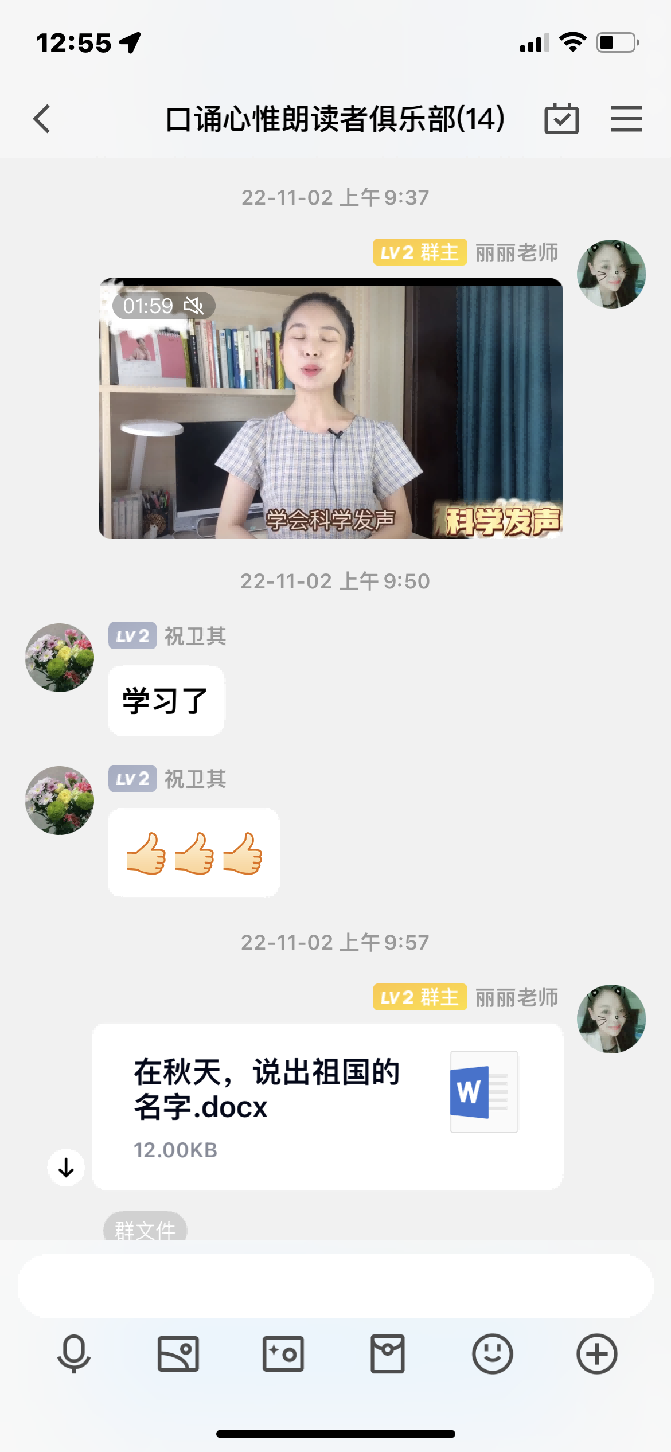 12:55
口诵心惟朗读者俱乐部(14)
22-11-02 上午9:37
LV2 群主 丽丽老师
01:59
学会科学发声
科学发声
22-11-02 上午9:50
LV2 祝卫其
学习了
LV2 祝卫其
22-11-02 上午9:57
LV2 群主 丽丽老师
在秋天，说出祖国的
名字.docx
W
12.00KB
群文件